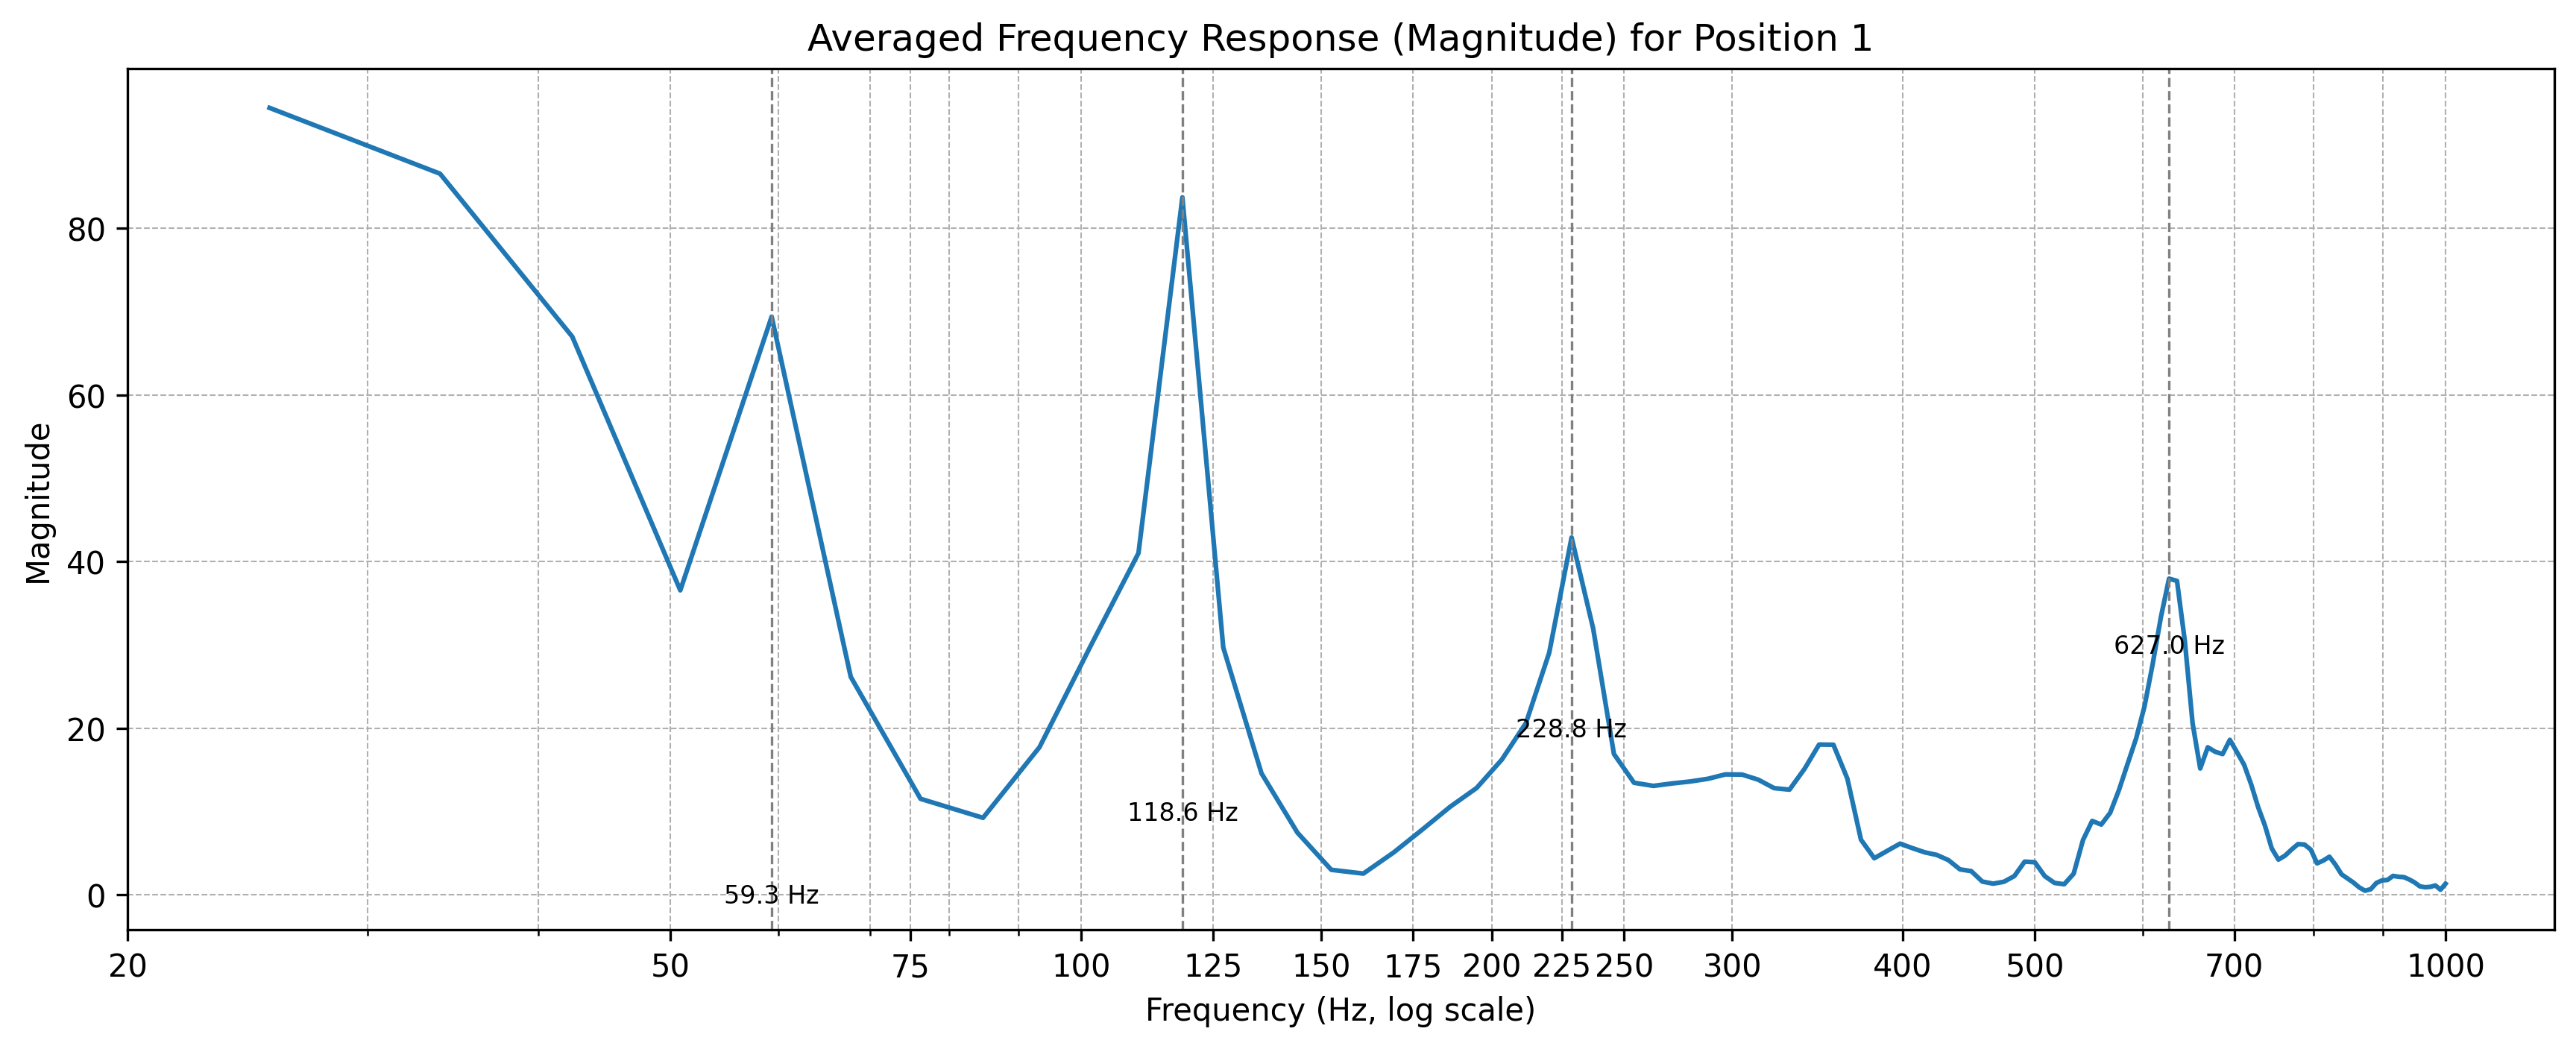 Averaged Frequency Response (Magnitude) for Position 1
Magnitude
80
60
40
20
0
627.0 Hz
228.8 Hz
118.6 Hz
59.3 Hz
20 50 75 100 125 150 175 200 225 250 300 400 500 700 1000
Frequency (Hz, log scale)